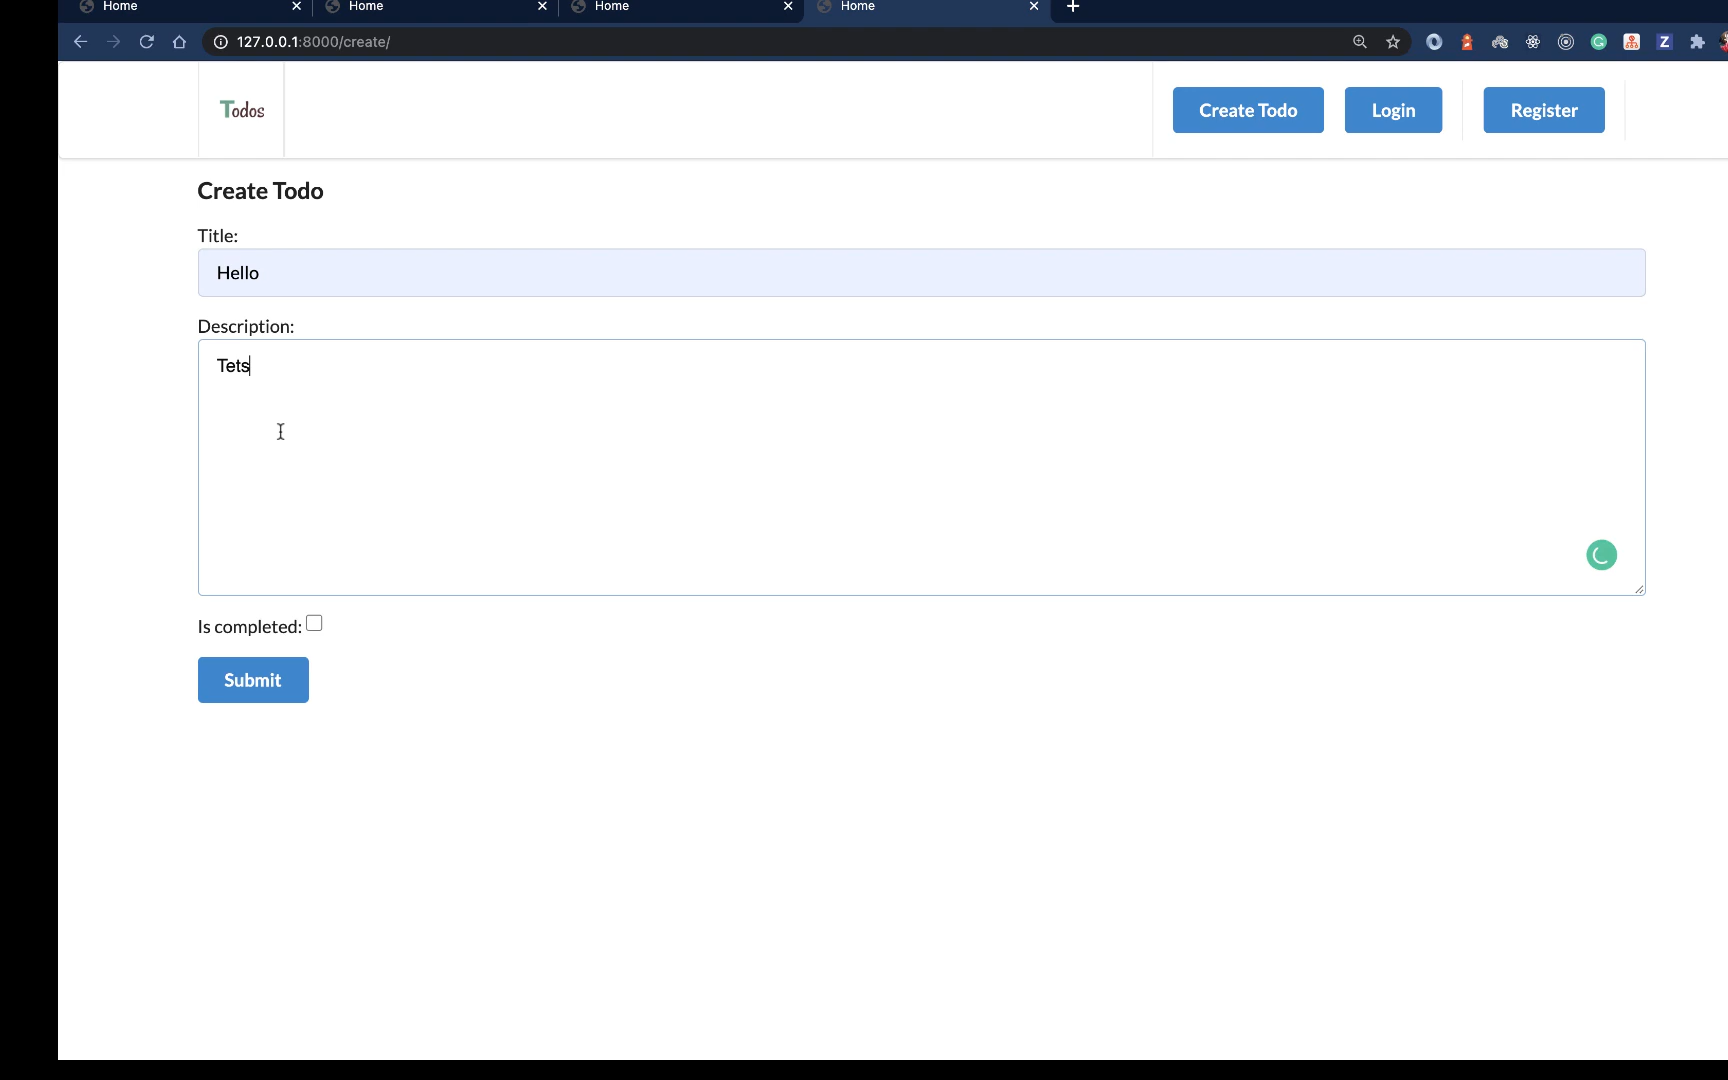 Home Home Home Home
127.0.0.1:8000/create/
Todos
Create Todo Login Register
Create Todo
Title:
Hello
Description:
Tets
Is completed:
Submit